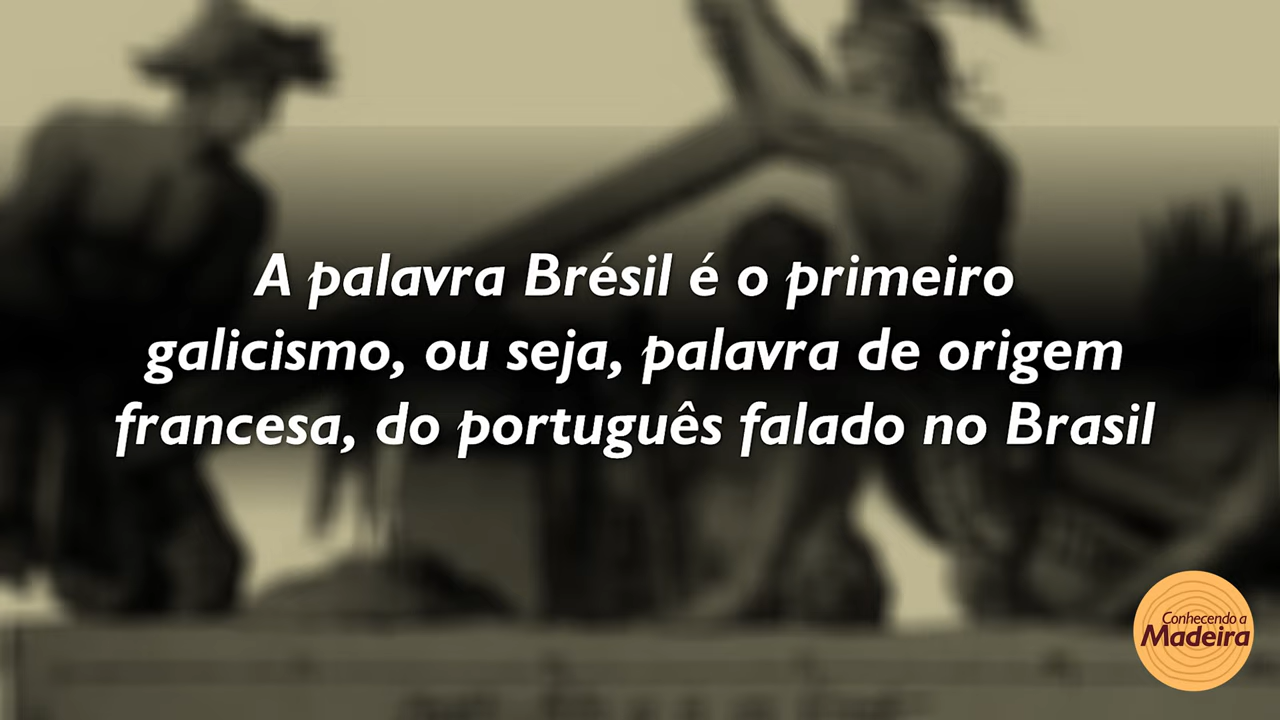 A palavra Brésil é o primeiro
galicismo, ou seja, palavra de origem
francesa, do português falado no Brasil
Conhecendo a
Madeira